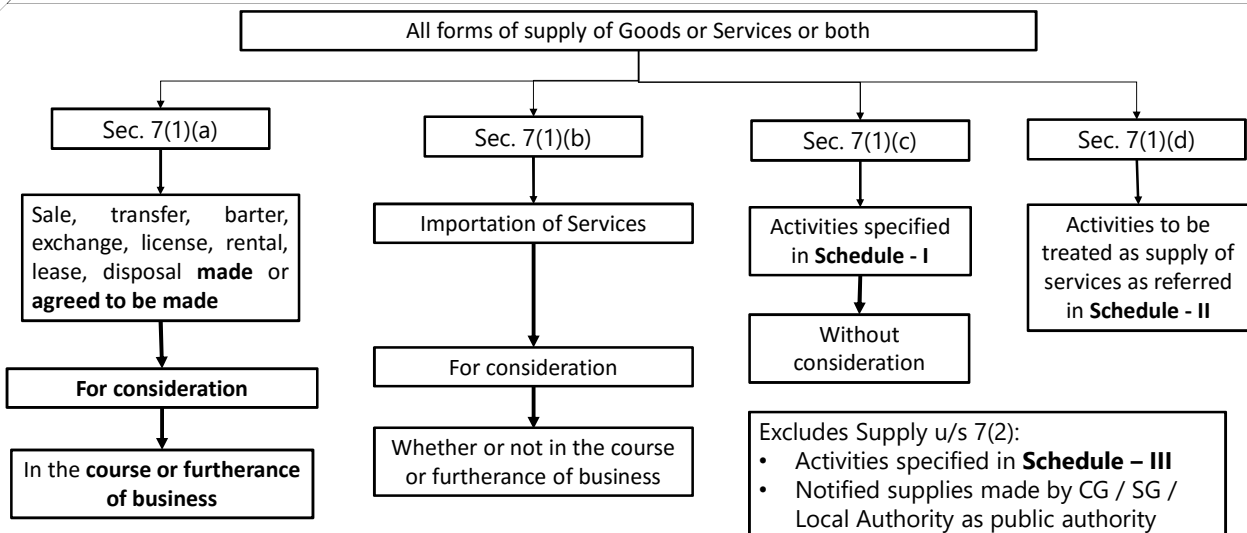 All forms of supply of Goods or Services or both
Sec. 7(1)(a)
Sale, transfer, barter,
exchange, license, rental,
lease, disposal made or
agreed to be made
For consideration
In the course or furtherance
of business
Sec. 7(1)(b)
Importation of Services
For consideration
Whether or not in the course
or furtherance of business
Sec. 7(1)(c)
Activities specified
in Schedule - I
Without
consideration
Sec. 7(1)(d)
Activities to be
treated as supply of
services as referred
in Schedule - II
Excludes Supply u/s 7(2):
• Activities specified in Schedule – III
• Notified supplies made by CG / SG /
Local Authority as public authority